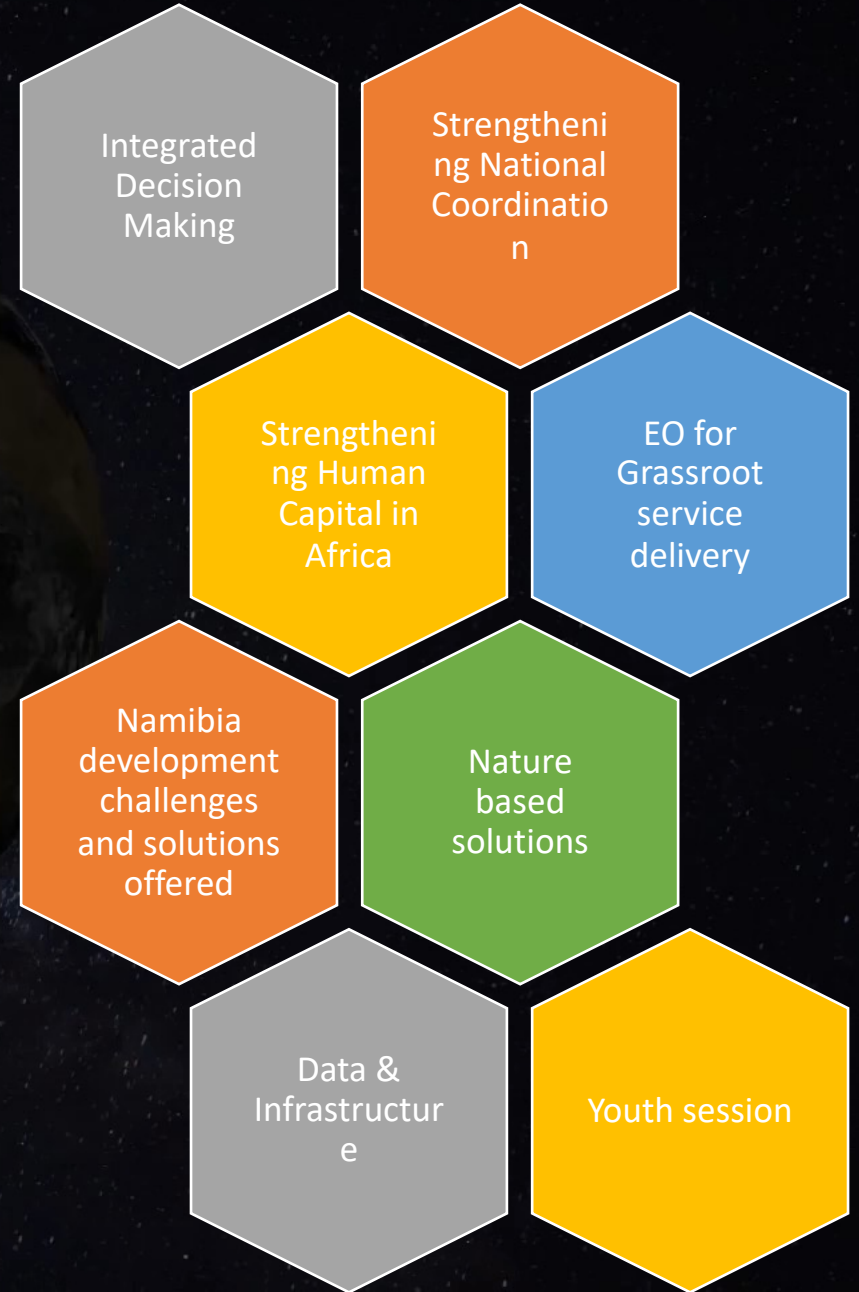 Integrated
Decision
Making
Strengtheni
ng National
Coordinatio
n
Strengtheni
ng Human
Capital in
Africa
EO for
Grassroot
service
delivery
Namibia
development
challenges
and solutions
offered
Nature
based
solutions
Data &
Infrastructur
e
Youth session